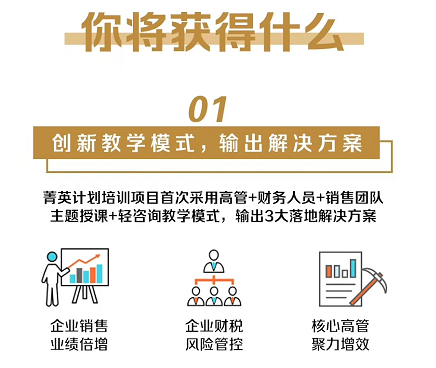 你将获得什么
01
创新教学模式，输出解决方案
菁英计划培训项目首次采用高管+财务人员+销售团队
主题授课+轻咨询教学模式，输出3大落地解决方案
企业销售
业绩倍增
企业财税
风险管控
核心高管
聚力增效